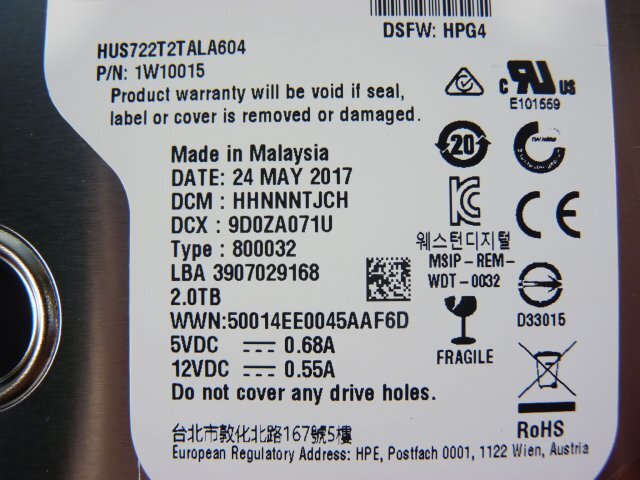 DSFW: HPG4
HUS722T2TALA604
P/N: 1W10015
Product warranty will be void if seal,
label or cover is removed or damaged.
c RU US
E101559
20
Made in Malaysia
DATE: 24 MAY 2017
DCM : HHNNNTJCH
DCX : 9D0ZA071U
Type : 800032
LBA 3907029168
2.0TB
WWN:50014EE0045AAF6D
5VDC 0.68A
12VDC 0.55A
Do not cover any drive holes.
CE
웨스턴디지털
MSIP-REM-
WDT-0032
D33015
FRAGILE
RoHS
台北市敦化北路167號5樓
European Regulatory Address: HPE, Postfach 0001, 1122 Wien, Austria